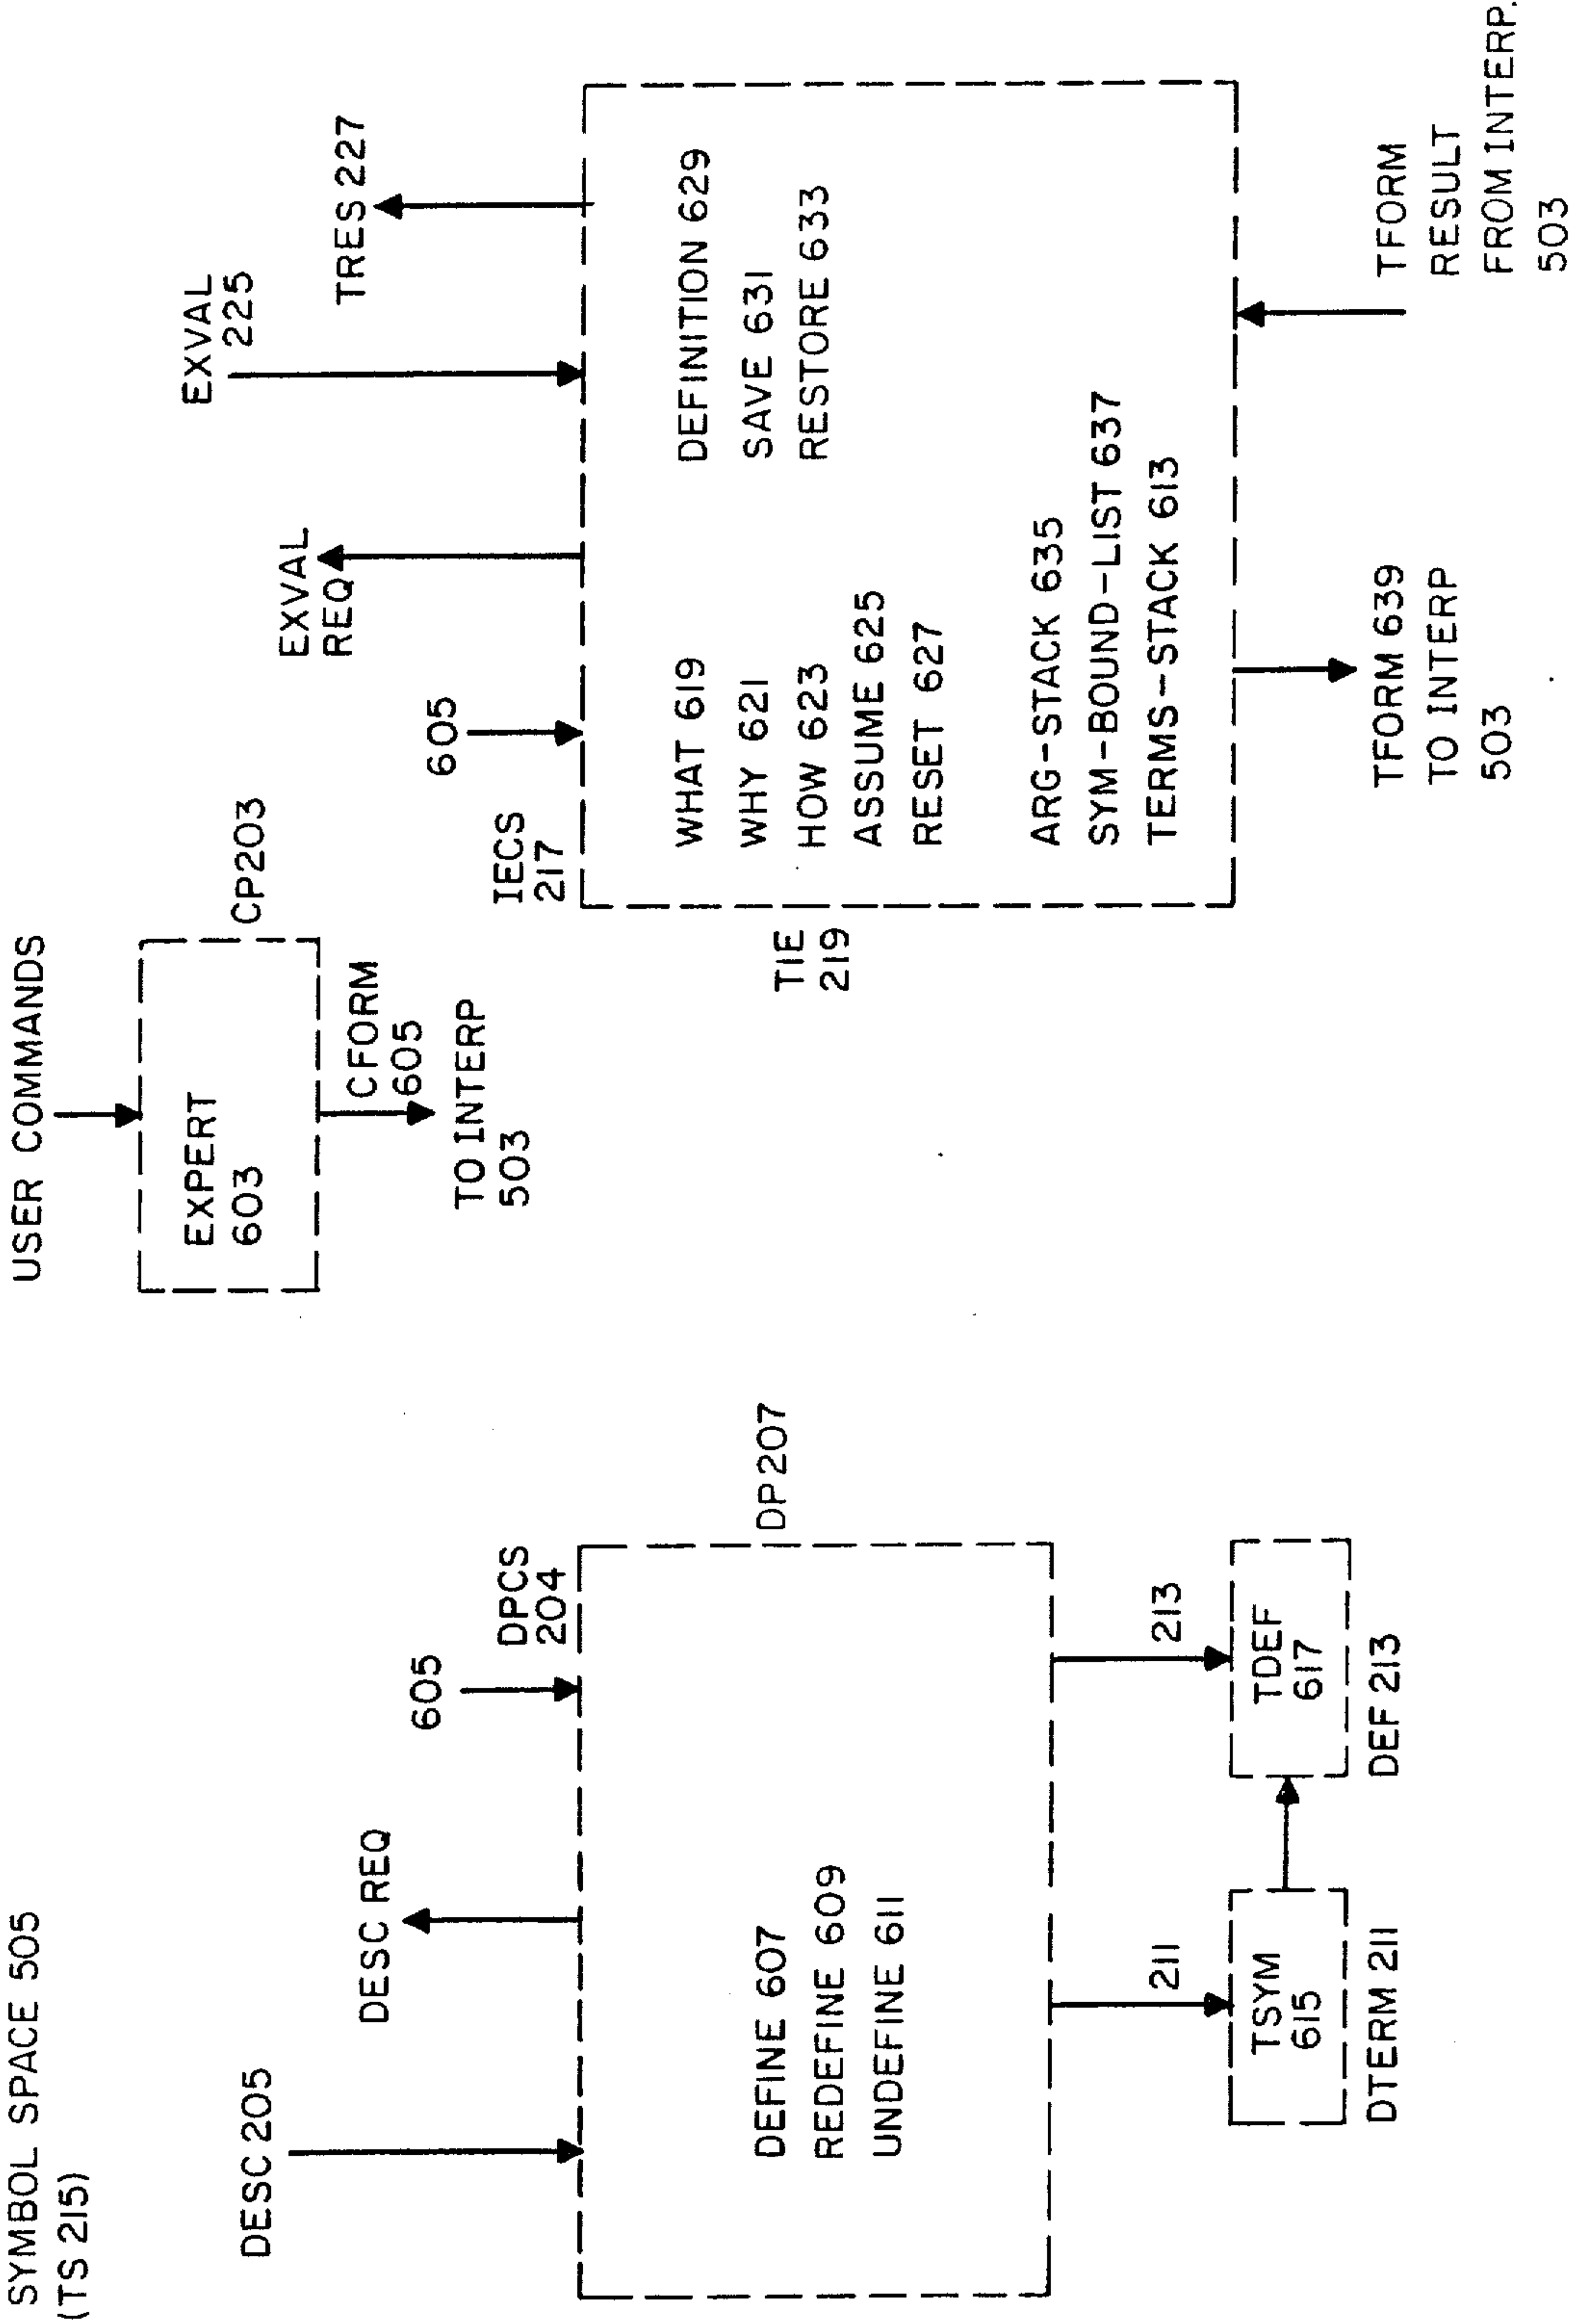 SYMBOL SPACE 505
(TS 215)
USER COMMANDS
EXPERT
603
CP203
CFORM
605
TO INTERP
503
DESC 205
DESC REQ
605
DPCS
204
DEFINE 607
REDEFINE 609
UNDEFINE 611
DP207
211
213
TSYM
615
TDEF
617
DTERM 211
DEF 213
IECS
217
605
EXVAL
REQ
EXVAL
225
TRES 227
TIE
219
WHAT 619
WHY 621
HOW 623
ASSUME 625
RESET 627
DEFINITION 629
SAVE 631
RESTORE 633
ARG-STACK 635
SYM-BOUND-LIST 637
TERMS-STACK 613
TFORM 639
TO INTERP
503
TFORM
RESULT
FROM INTERP.
503